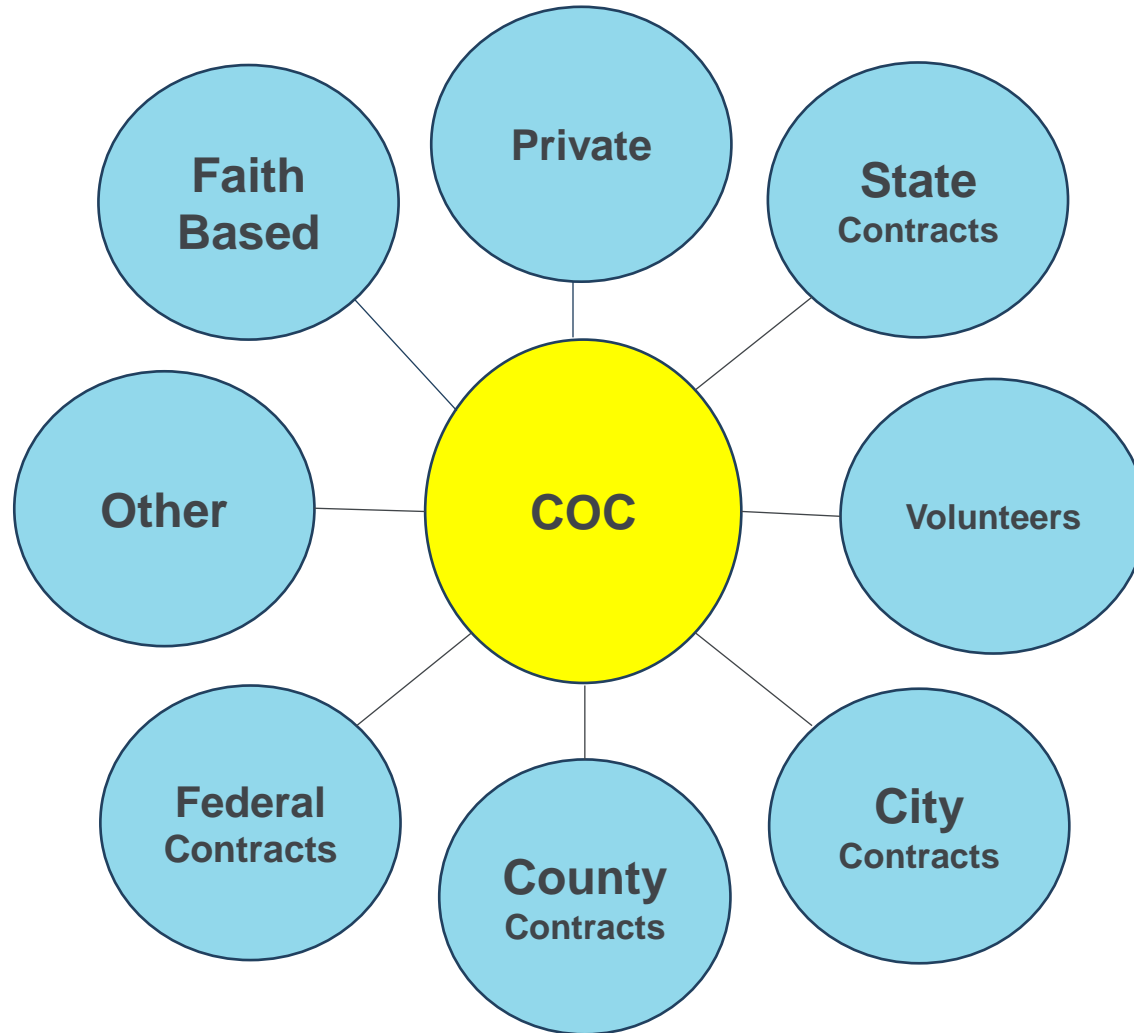 Private
Faith
Based
State
Contracts
Other
COC
Volunteers
Federal
Contracts
City
Contracts
County
Contracts